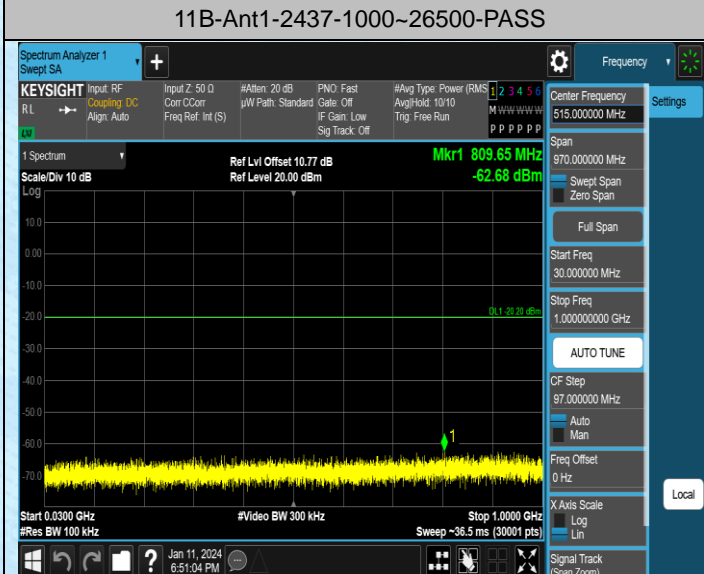 11B-Ant1-2437-1000~26500-PASS
Spectrum Analyzer 1
Swept SA
Frequency
KEYSIGHT
RL
LXI
Input: RF
Coupling: DC
Align: Auto
Input Z: 50 Ω
Corr CCorr
Freq Ref: Int (S)
#Atten: 20 dB
µW Path: Standard
PNO: Fast
Gate: Off
IF Gain: Low
Sig Track: Off
#Avg Type: Power (RMS
Avg|Hold: 10/10
Trig: Free Run
1 2 3 4 5 6
M W W W W W
P P P P P P
1 Spectrum
Scale/Div 10 dB
Log
Ref Lvl Offset 10.77 dB
Ref Level 20.00 dBm
Mkr1 809.65 MHz
-62.68 dBm
10.0
0.00
-10.0
-20.0
DL1 -20.20 dBm
-30.0
-40.0
-50.0
-60.0
-70.0
1
Start 0.0300 GHz
#Res BW 100 kHz
#Video BW 300 kHz
Stop 1.0000 GHz
Sweep ~36.5 ms (30001 pts)
Jan 11, 2024
6:51:04 PM
Center Frequency
515.000000 MHz
Settings
Span
970.000000 MHz
Swept Span
Zero Span
Full Span
Start Freq
30.000000 MHz
Stop Freq
1.000000000 GHz
AUTO TUNE
CF Step
97.000000 MHz
Auto
Man
Freq Offset
0 Hz
X Axis Scale
Log
Lin
Local
Signal Track
(Span Zoom)